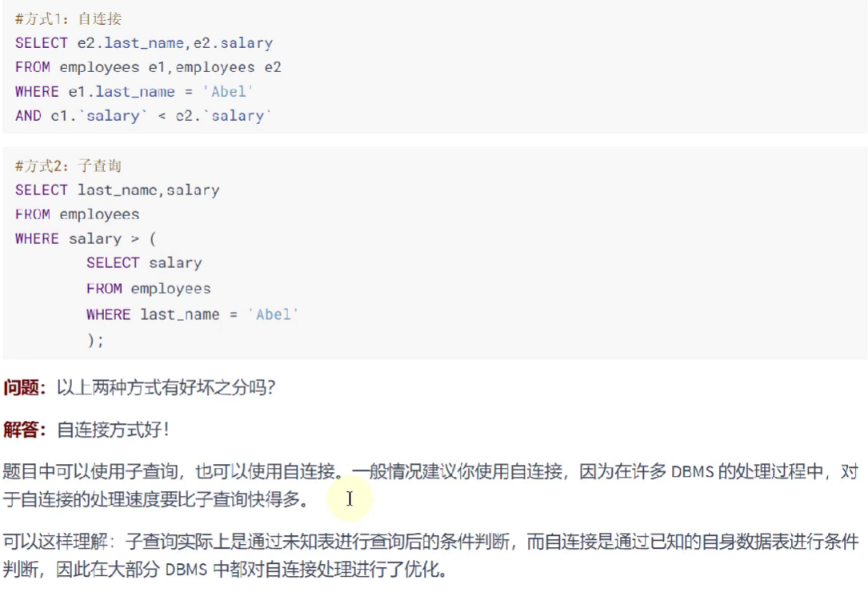 #方式1：自连接
SELECT e2.last_name,e2.salary
FROM employees e1,employees e2
WHERE e1.last_name = 'Abel'
AND e1.`salary` < e2.`salary`
#方式2：子查询
SELECT last_name,salary
FROM employees
WHERE salary > (
SELECT salary
FROM employees
WHERE last_name = 'Abel'
);
问题：以上两种方式有好坏之分吗？
解答：自连接方式好！
题目中可以使用子查询，也可以使用自连接。一般情况建议你使用自连接，因为在许多 DBMS 的处理过程中，对
于自连接的处理速度要比子查询快得多。
可以这样理解：子查询实际上是通过未知表进行查询后的条件判断，而自连接是通过已知的自身数据表进行条件
判断，因此在大部分 DBMS 中都对自连接处理进行了优化。